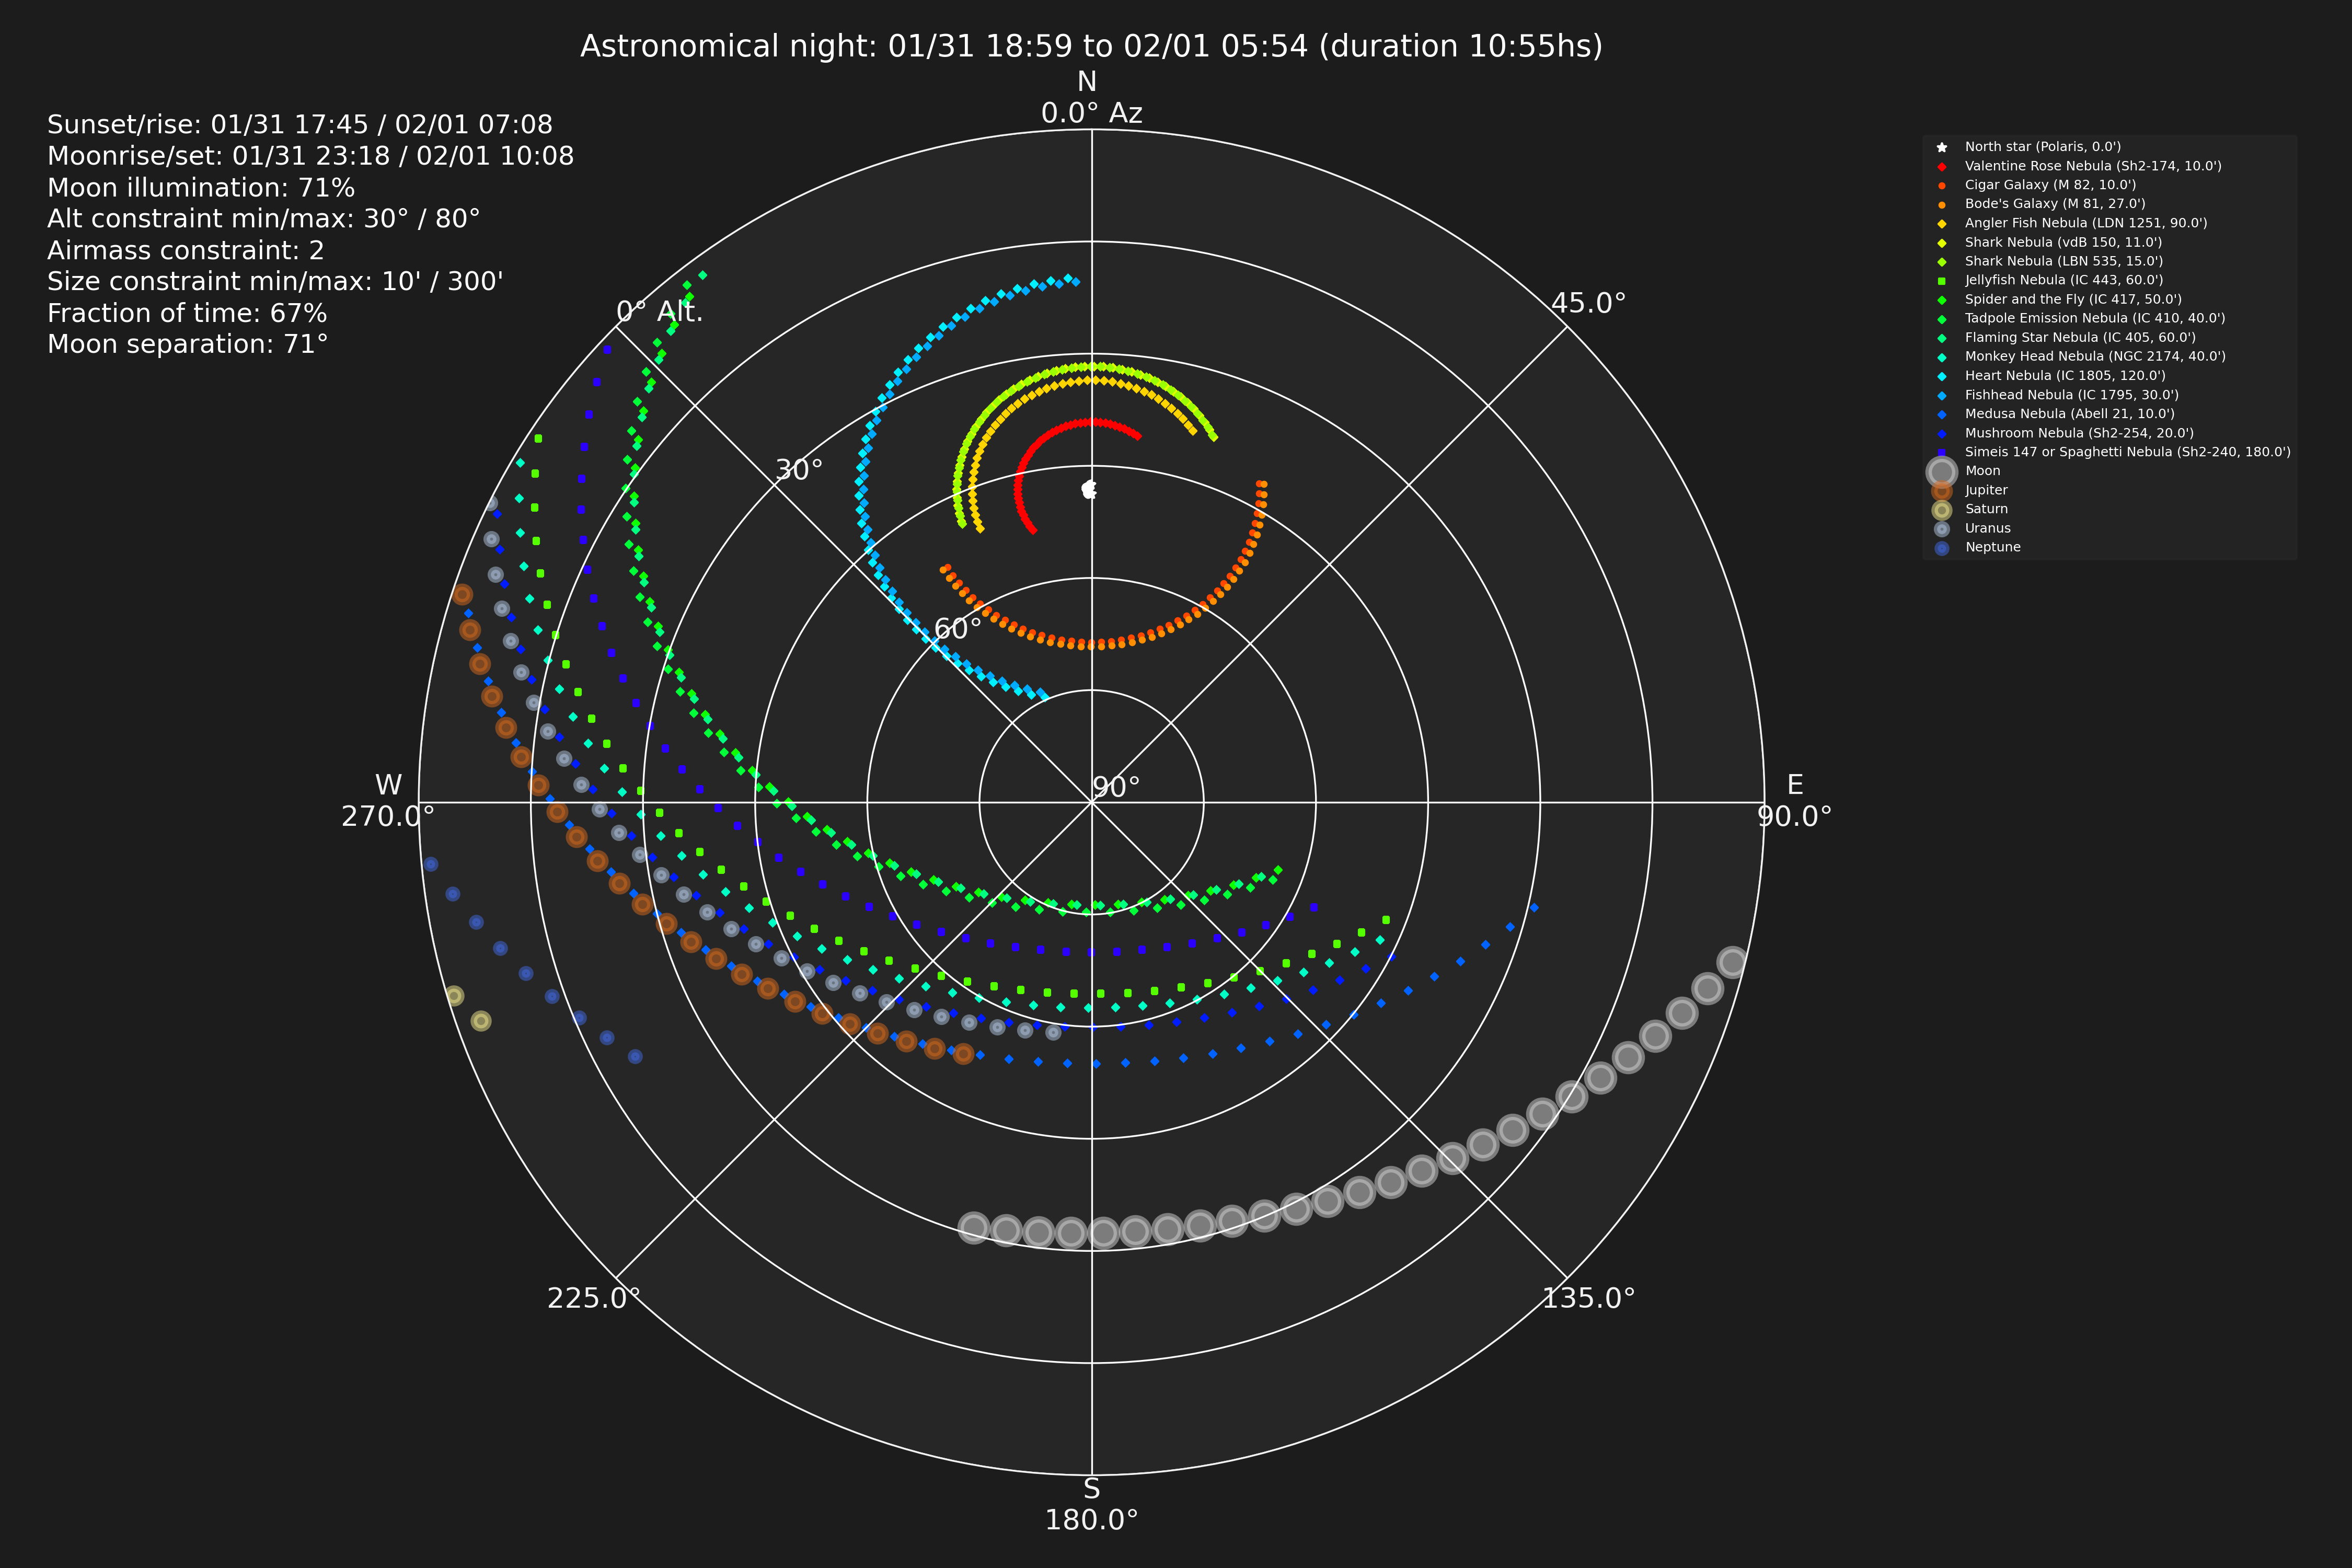 Astronomical night: 01/31 18:59 to 02/01 05:54 (duration 10:55hs)
N
0.0° Az
Sunset/rise: 01/31 17:45 / 02/01 07:08
Moonrise/set: 01/31 23:18 / 02/01 10:08
Moon illumination: 71%
Alt constraint min/max: 30° / 80°
Airmass constraint: 2
Size constraint min/max: 10' / 300'
Fraction of time: 67%
Moon separation: 71°
North star (Polaris, 0.0')
Valentine Rose Nebula (Sh2-174, 10.0')
Cigar Galaxy (M 82, 10.0')
Bode's Galaxy (M 81, 27.0')
Angler Fish Nebula (LDN 1251, 90.0')
Shark Nebula (vdB 150, 11.0')
Shark Nebula (LBN 535, 15.0')
Jellyfish Nebula (IC 443, 60.0')
Spider and the Fly (IC 417, 50.0')
Tadpole Emission Nebula (IC 410, 40.0')
Flaming Star Nebula (IC 405, 60.0')
Monkey Head Nebula (NGC 2174, 40.0')
Heart Nebula (IC 1805, 120.0')
Fishhead Nebula (IC 1795, 30.0')
Medusa Nebula (Abell 21, 10.0')
Mushroom Nebula (Sh2-254, 20.0')
Simeis 147 or Spaghetti Nebula (Sh2-240, 180.0')
Moon
Jupiter
Saturn
Uranus
Neptune
0° Alt.
45.0°
30°
60°
90°
W
270.0°
E
90.0°
225.0°
135.0°
S
180.0°